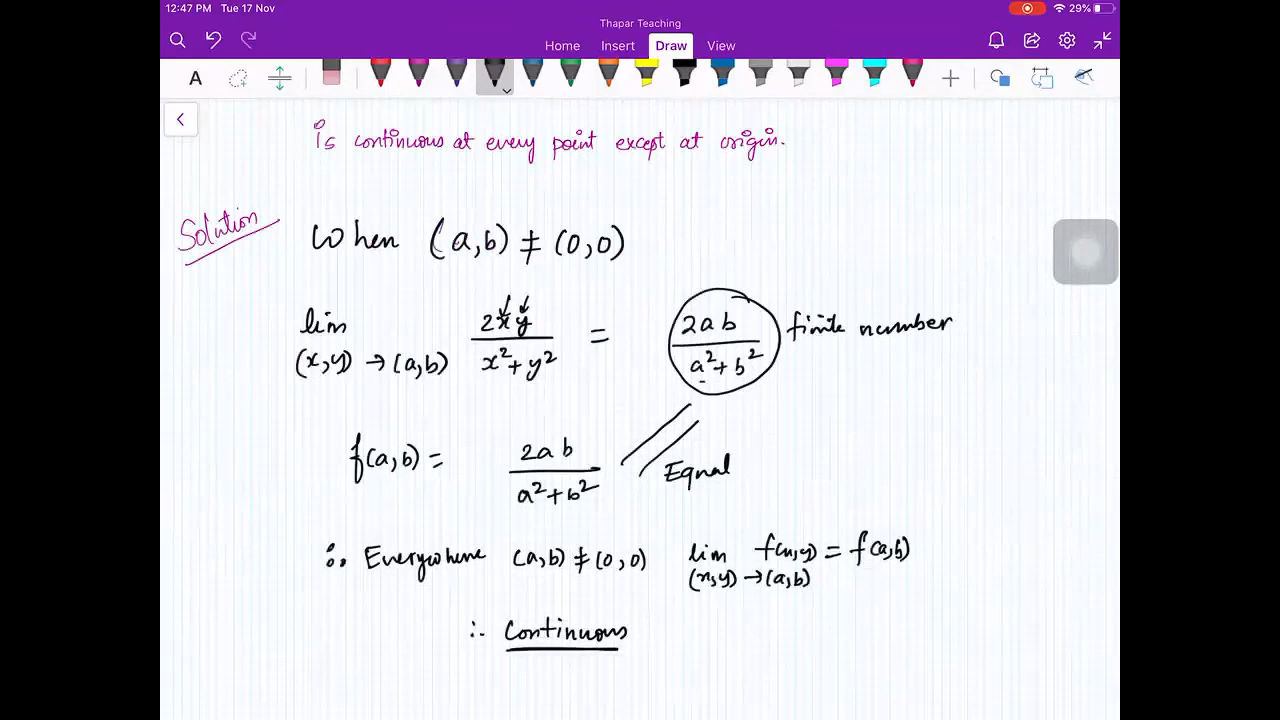 12:47 PM Tue 17 Nov
29%
Thapar Teaching
Home Insert Draw View
A
is continuous at every point except at origin.
Solution
When (a,b) ≠ (0,0)
lim (x,y) → (a,b) 2xy / x² + y² = 2ab / a² + b² finite number
f(a,b) = 2ab / a² + b² Equal
∴ Everywhere (a,b) ≠ (0,0) lim (x,y) → (a,b) f(x,y) = f(a,b)
∴ Continuous